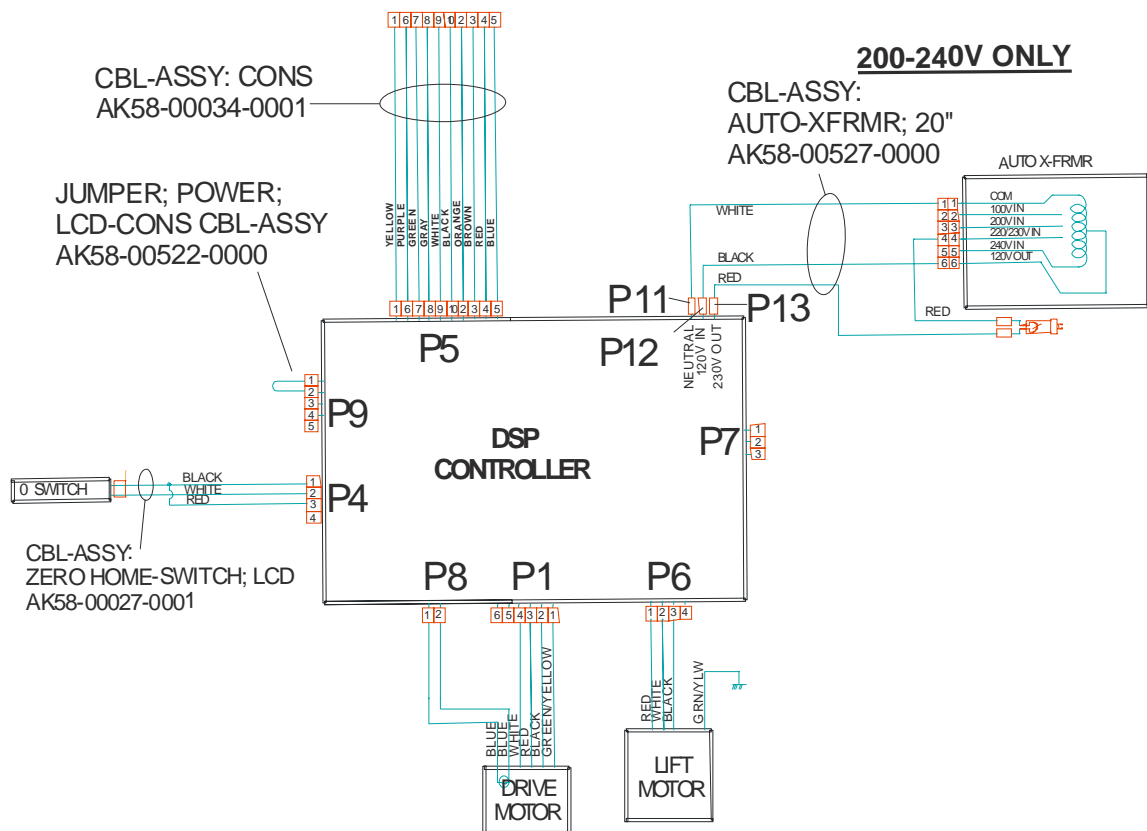 1 6 7 8 9 10 2 3 4 5
200-240V ONLY
CBL-ASSY: CONS
AK58-00034-0001
CBL-ASSY:
AUTO-XFRMR; 20"
AK58-00527-0000
JUMPER; POWER;
LCD-CONS CBL-ASSY
AK58-00522-0000
YELLOW
PURPLE
GREEN
GRAY
WHITE
BLACK
ORANGE
BROWN
RED
BLUE
AUTO X-FRMR
COM
100V IN
200V IN
220/230V IN
240V IN
120V OUT
1 1
2 2
3 3
4 4
5 5
6 6
WHITE
BLACK
RED
RED
1 6 7 8 9 10 2 3 4 5
P5
P11
P12
P13
NEUTRAL
120V IN
230V OUT
1
2
3
4
5
P9
DSP
CONTROLLER
P7
1
2
3
0 SWITCH
BLACK
WHITE
RED
1
2
3
4
P4
CBL-ASSY:
ZERO HOME-SWITCH; LCD
AK58-00027-0001
P8
P1
P6
1 2
6 5 4 3 2 1
1 2 3 4
BLUE
BLUE
WHITE
RED
BLACK
GREEN/YELLOW
RED
WHITE
BLACK
GRN/YLW
DRIVE
MOTOR
LIFT
MOTOR